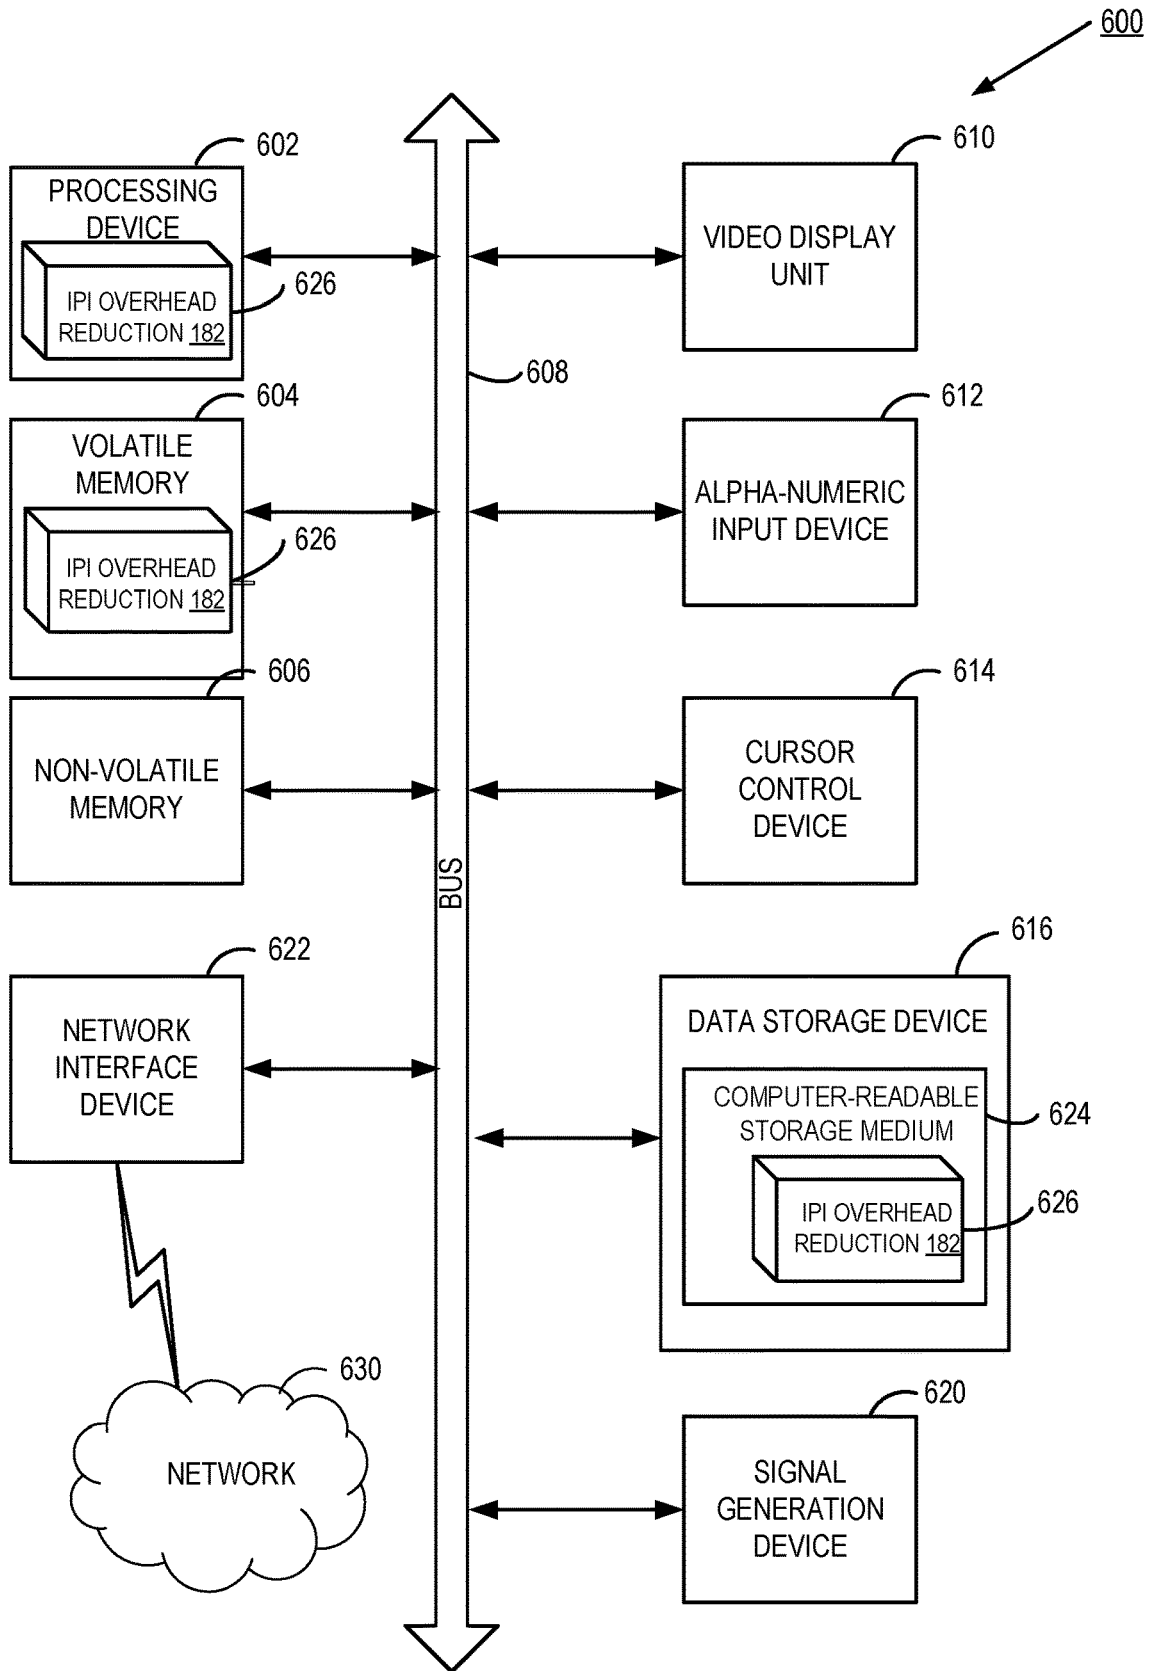 600
602
PROCESSING
DEVICE
626
IPI OVERHEAD
REDUCTION 182
610
VIDEO DISPLAY
UNIT
608
604
VOLATILE
MEMORY
626
IPI OVERHEAD
REDUCTION 182
612
ALPHA-NUMERIC
INPUT DEVICE
606
NON-VOLATILE
MEMORY
614
CURSOR
CONTROL
DEVICE
BUS
622
NETWORK
INTERFACE
DEVICE
616
DATA STORAGE DEVICE
COMPUTER-READABLE
STORAGE MEDIUM
624
626
IPI OVERHEAD
REDUCTION 182
630
NETWORK
620
SIGNAL
GENERATION
DEVICE